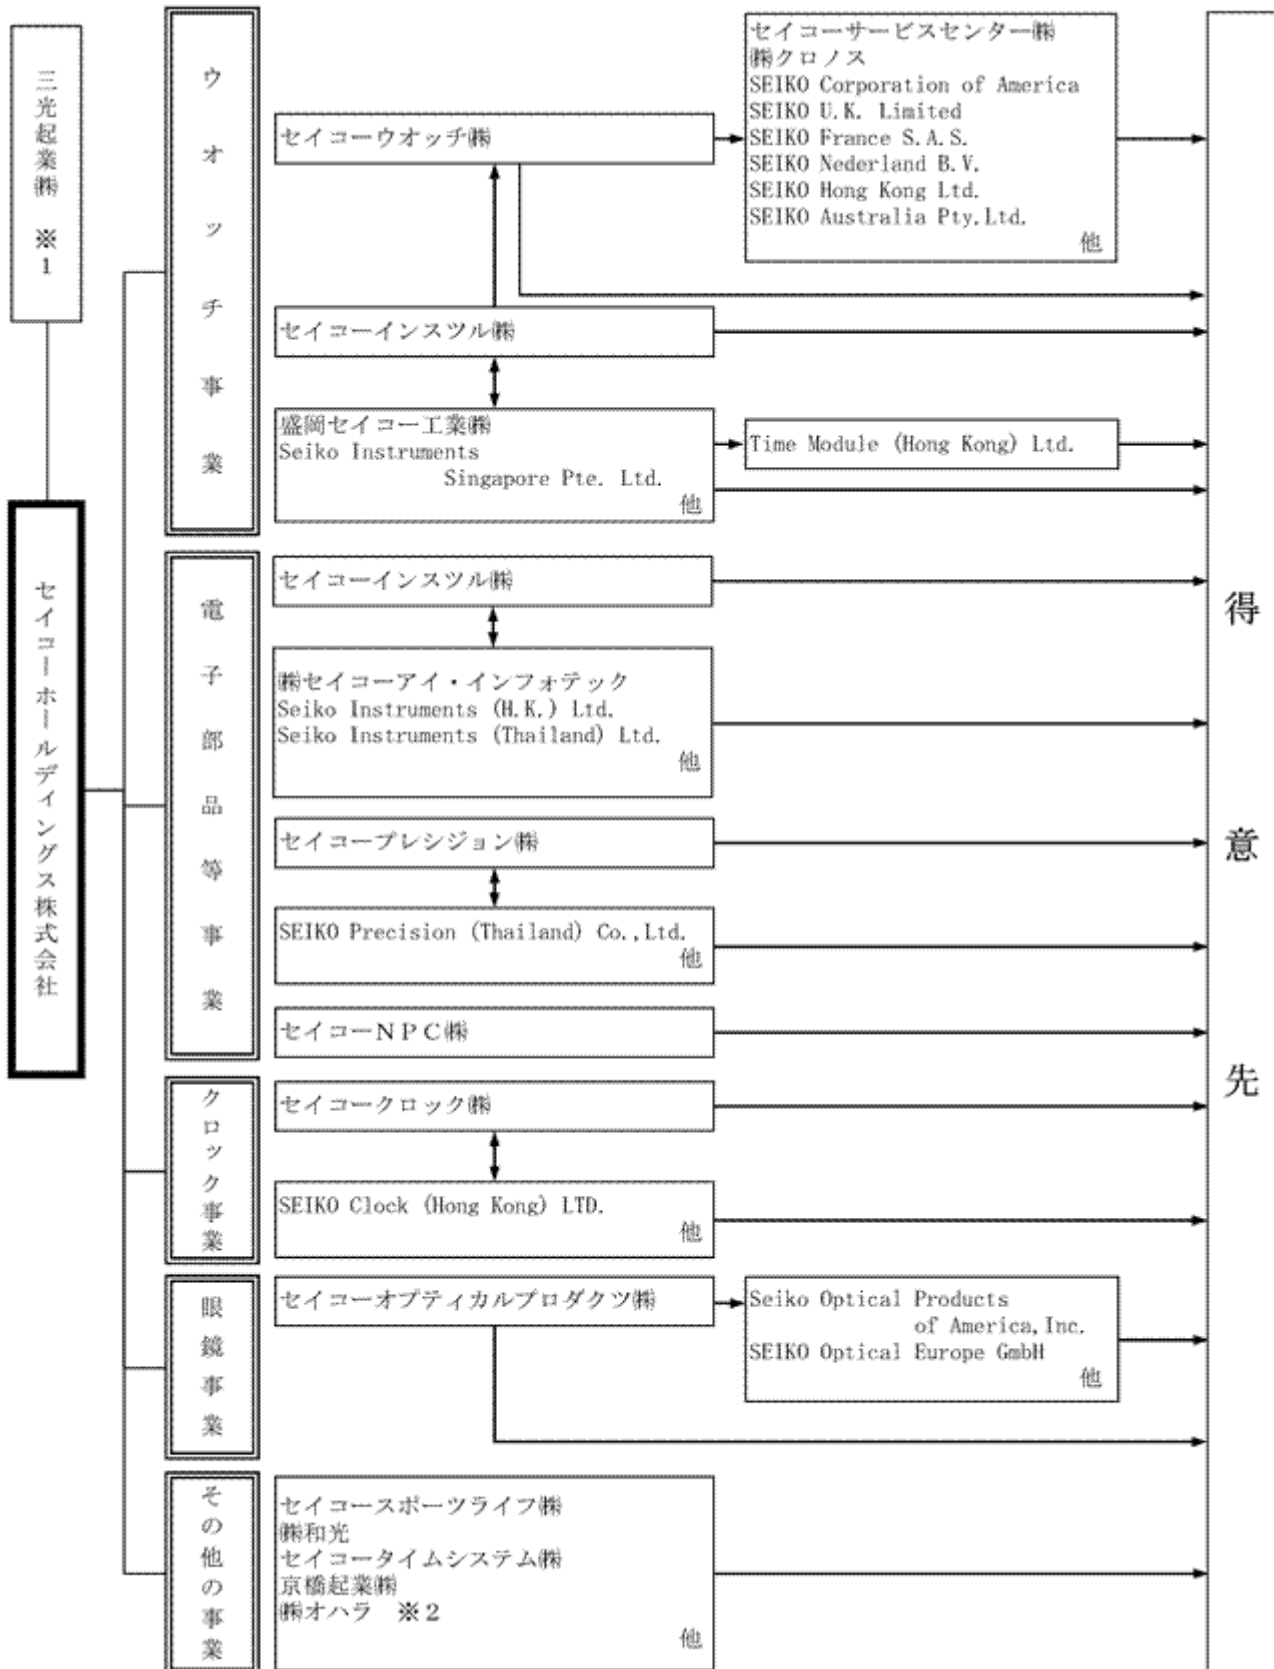 三光起業㈱ ※1
セイコーホールディングス株式会社
ウオッチ事業
セイコーウオッチ㈱
セイコーサービスセンター㈱
㈱クロノス
SEIKO Corporation of America
SEIKO U.K. Limited
SEIKO France S.A.S.
SEIKO Nederland B.V.
SEIKO Hong Kong Ltd.
SEIKO Australia Pty.Ltd.
他
セイコーインスツル㈱
盛岡セイコー工業㈱
Seiko Instruments
Singapore Pte. Ltd.
他
Time Module (Hong Kong) Ltd.
電子部品等事業
セイコーインスツル㈱
㈱セイコーアイ・インフォテック
Seiko Instruments (H.K.) Ltd.
Seiko Instruments (Thailand) Ltd.
他
セイコープレシジョン㈱
SEIKO Precision (Thailand) Co.,Ltd.
他
セイコーNPC㈱
クロック事業
セイコークロック㈱
SEIKO Clock (Hong Kong) LTD.
他
眼鏡事業
セイコーオプティカルプロダクツ㈱
Seiko Optical Products
of America,Inc.
SEIKO Optical Europe GmbH
他
その他の事業
セイコースポーツライフ㈱
㈱和光
セイコータイムシステム㈱
京橋起業㈱
㈱オハラ ※2
他
得意先